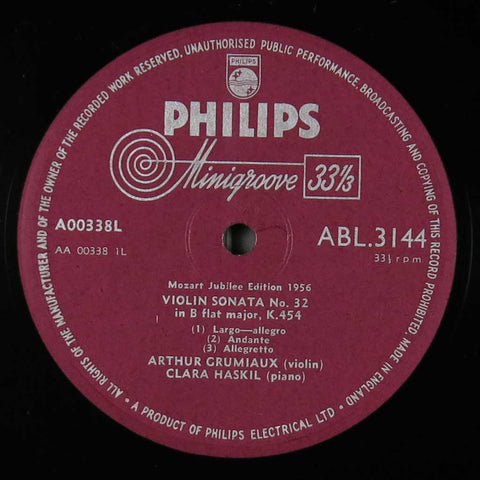 ALL RIGHTS OF THE MANUFACTURER AND OF THE OWNER OF THE RECORDED WORK RESERVED, UNAUTHORISED PUBLIC PERFORMANCE, BROADCASTING AND COPYING OF THIS RECORD PROHIBITED MADE IN ENGLAND
PHILIPS
PHILIPS
Minigroove 33⅓
A00338L
ABL.3144
AA 00338 1L
33⅓ rpm
Mozart Jubilee Edition 1956
VIOLIN SONATA No. 32
in B flat major, K.454
(1) Largo—allegro
(2) Andante
(3) Allegretto
ARTHUR GRUMIAUX (violin)
CLARA HASKIL (piano)
• A PRODUCT OF PHILIPS ELECTRICAL LTD •